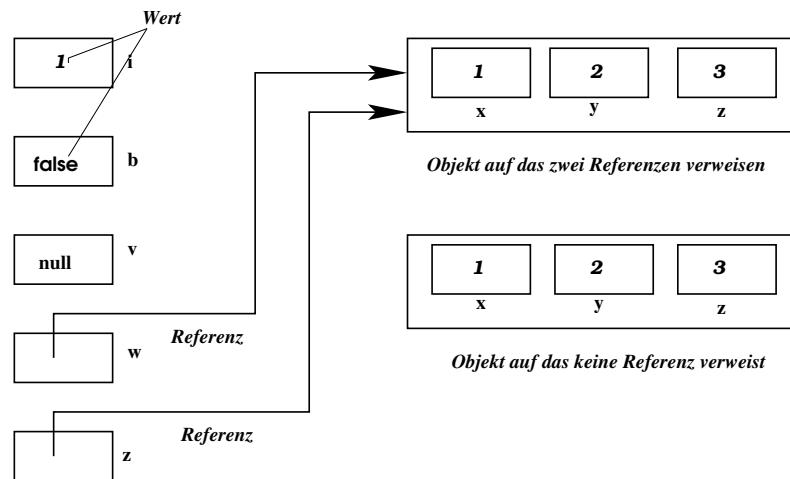 Wert
1 i
1 2 3
x y z
false b
Objekt auf das zwei Referenzen verweisen
null v
1 2 3
x y z
Referenz
w
Objekt auf das keine Referenz verweist
Referenz
z